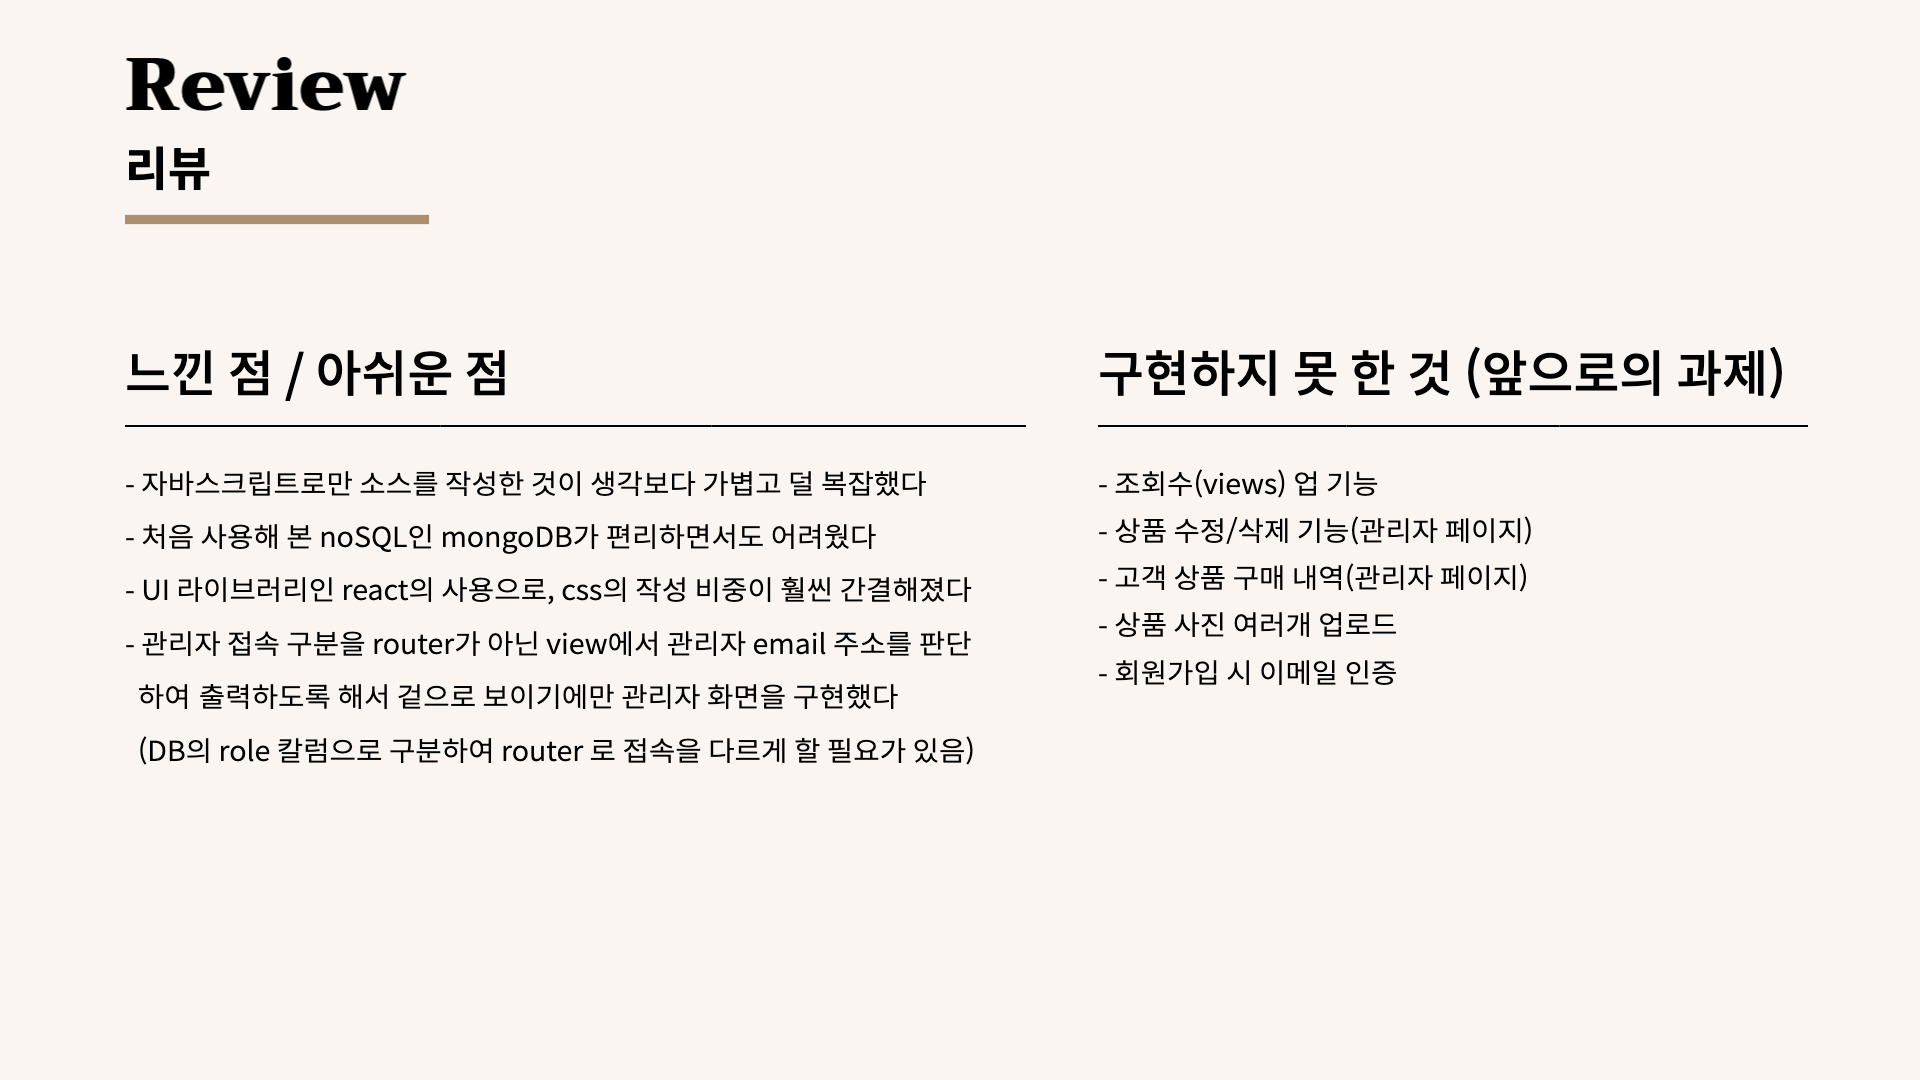 Review
리뷰
느낀 점 / 아쉬운 점
- 자바스크립트로만 소스를 작성한 것이 생각보다 가볍고 덜 복잡했다
- 처음 사용해 본 noSQL인 mongoDB가 편리하면서도 어려웠다
- UI 라이브러리인 react의 사용으로, css의 작성 비중이 훨씬 간결해졌다
- 관리자 접속 구분을 router가 아닌 view에서 관리자 email 주소를 판단
하여 출력하도록 해서 겉으로 보이기에만 관리자 화면을 구현했다
(DB의 role 칼럼으로 구분하여 router 로 접속을 다르게 할 필요가 있음)
구현하지 못 한 것 (앞으로의 과제)
- 조회수(views) 업 기능
- 상품 수정/삭제 기능(관리자 페이지)
- 고객 상품 구매 내역(관리자 페이지)
- 상품 사진 여러개 업로드
- 회원가입 시 이메일 인증